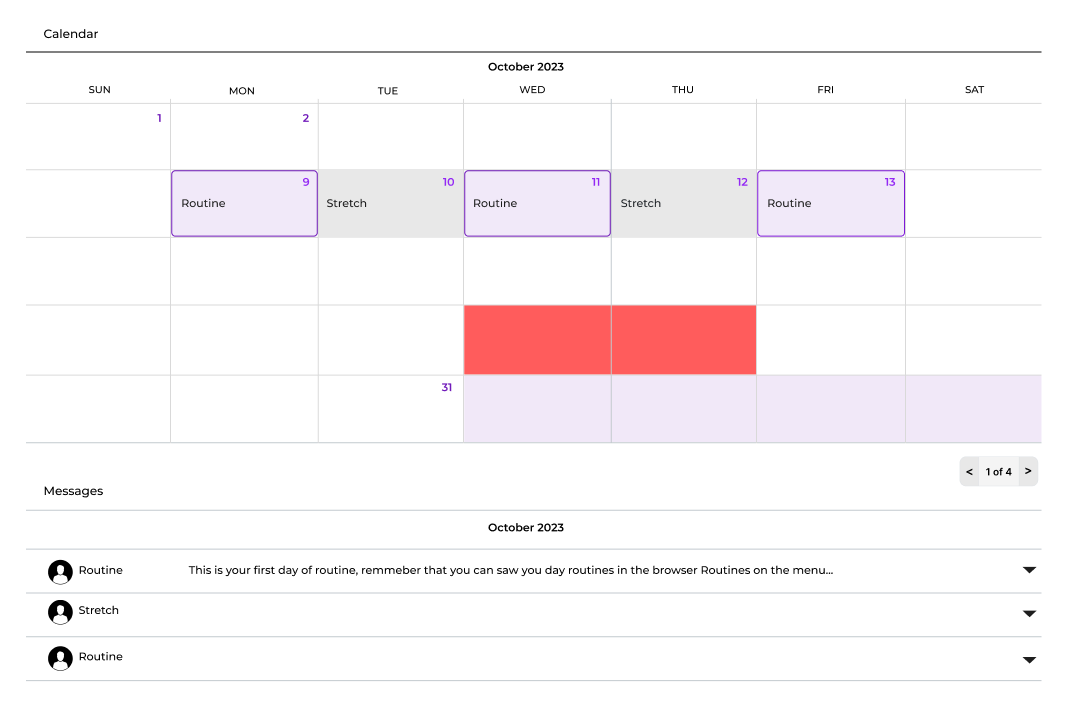 Calendar
October 2023
SUN MON TUE WED THU FRI SAT
1 2
9 10 11 12 13
Routine Stretch Routine Stretch Routine
31
< 1 of 4 >
Messages
October 2023
Routine This is your first day of routine, remmeber that you can saw you day routines in the browser Routines on the menu...
Stretch
Routine